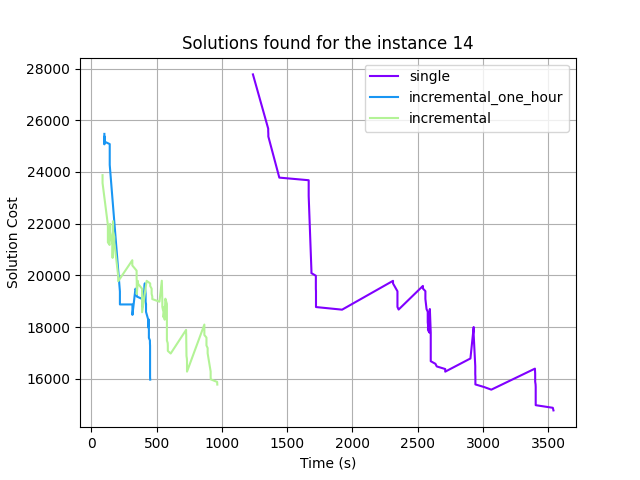 Solutions found for the instance 14
single
incremental_one_hour
incremental
28000
26000
24000
22000
20000
18000
16000
Solution Cost
0 500 1000 1500 2000 2500 3000 3500
Time (s)